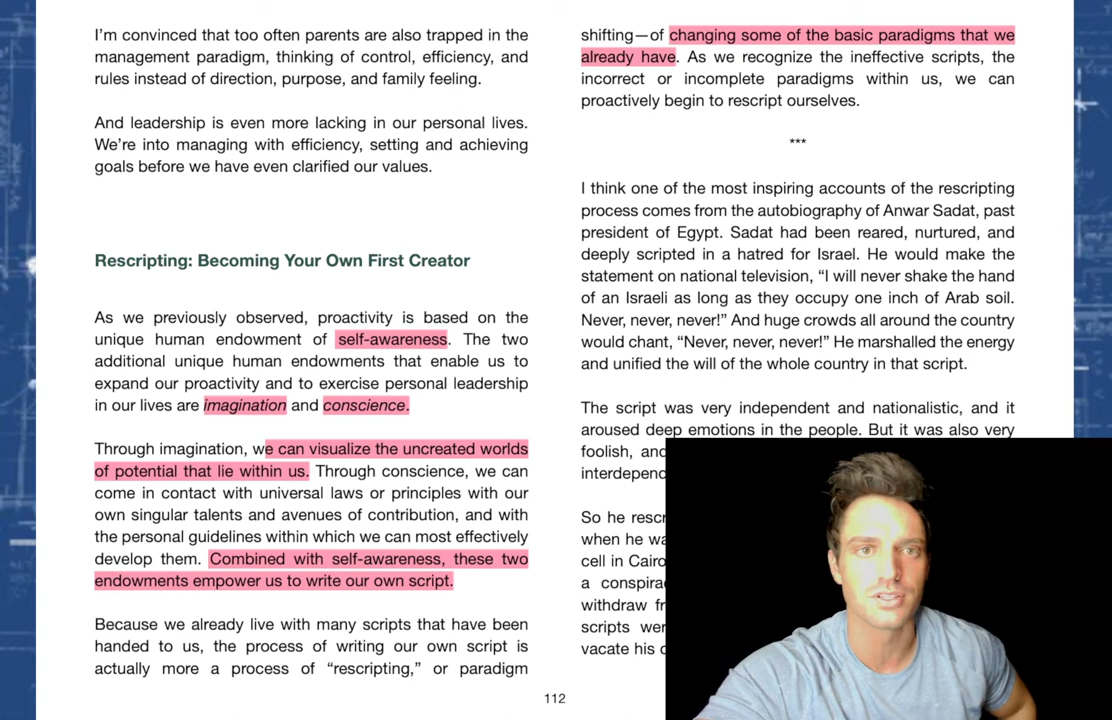 I’m convinced that too often parents are also trapped in the
management paradigm, thinking of control, efficiency, and
rules instead of direction, purpose, and family feeling.
And leadership is even more lacking in our personal lives.
We’re into managing with efficiency, setting and achieving
goals before we have even clarified our values.
Rescripting: Becoming Your Own First Creator
As we previously observed, proactivity is based on the
unique human endowment of self-awareness. The two
additional unique human endowments that enable us to
expand our proactivity and to exercise personal leadership
in our lives are imagination and conscience.
Through imagination, we can visualize the uncreated worlds
of potential that lie within us. Through conscience, we can
come in contact with universal laws or principles with our
own singular talents and avenues of contribution, and with
the personal guidelines within which we can most effectively
develop them. Combined with self-awareness, these two
endowments empower us to write our own script.
Because we already live with many scripts that have been
handed to us, the process of writing our own script is
actually more a process of “rescripting,” or paradigm
shifting—of changing some of the basic paradigms that we
already have. As we recognize the ineffective scripts, the
incorrect or incomplete paradigms within us, we can
proactively begin to rescript ourselves.
***
I think one of the most inspiring accounts of the rescripting
process comes from the autobiography of Anwar Sadat, past
president of Egypt. Sadat had been reared, nurtured, and
deeply scripted in a hatred for Israel. He would make the
statement on national television, “I will never shake the hand
of an Israeli as long as they occupy one inch of Arab soil.
Never, never, never!” And huge crowds all around the country
would chant, “Never, never, never!” He marshalled the energy
and unified the will of the whole country in that script.
The script was very independent and nationalistic, and it
aroused deep emotions in the people. But it was also very
foolish, and
interdepend
So he rescr
when he wa
cell in Cairo
a conspira
withdraw fr
scripts wer
vacate his
112